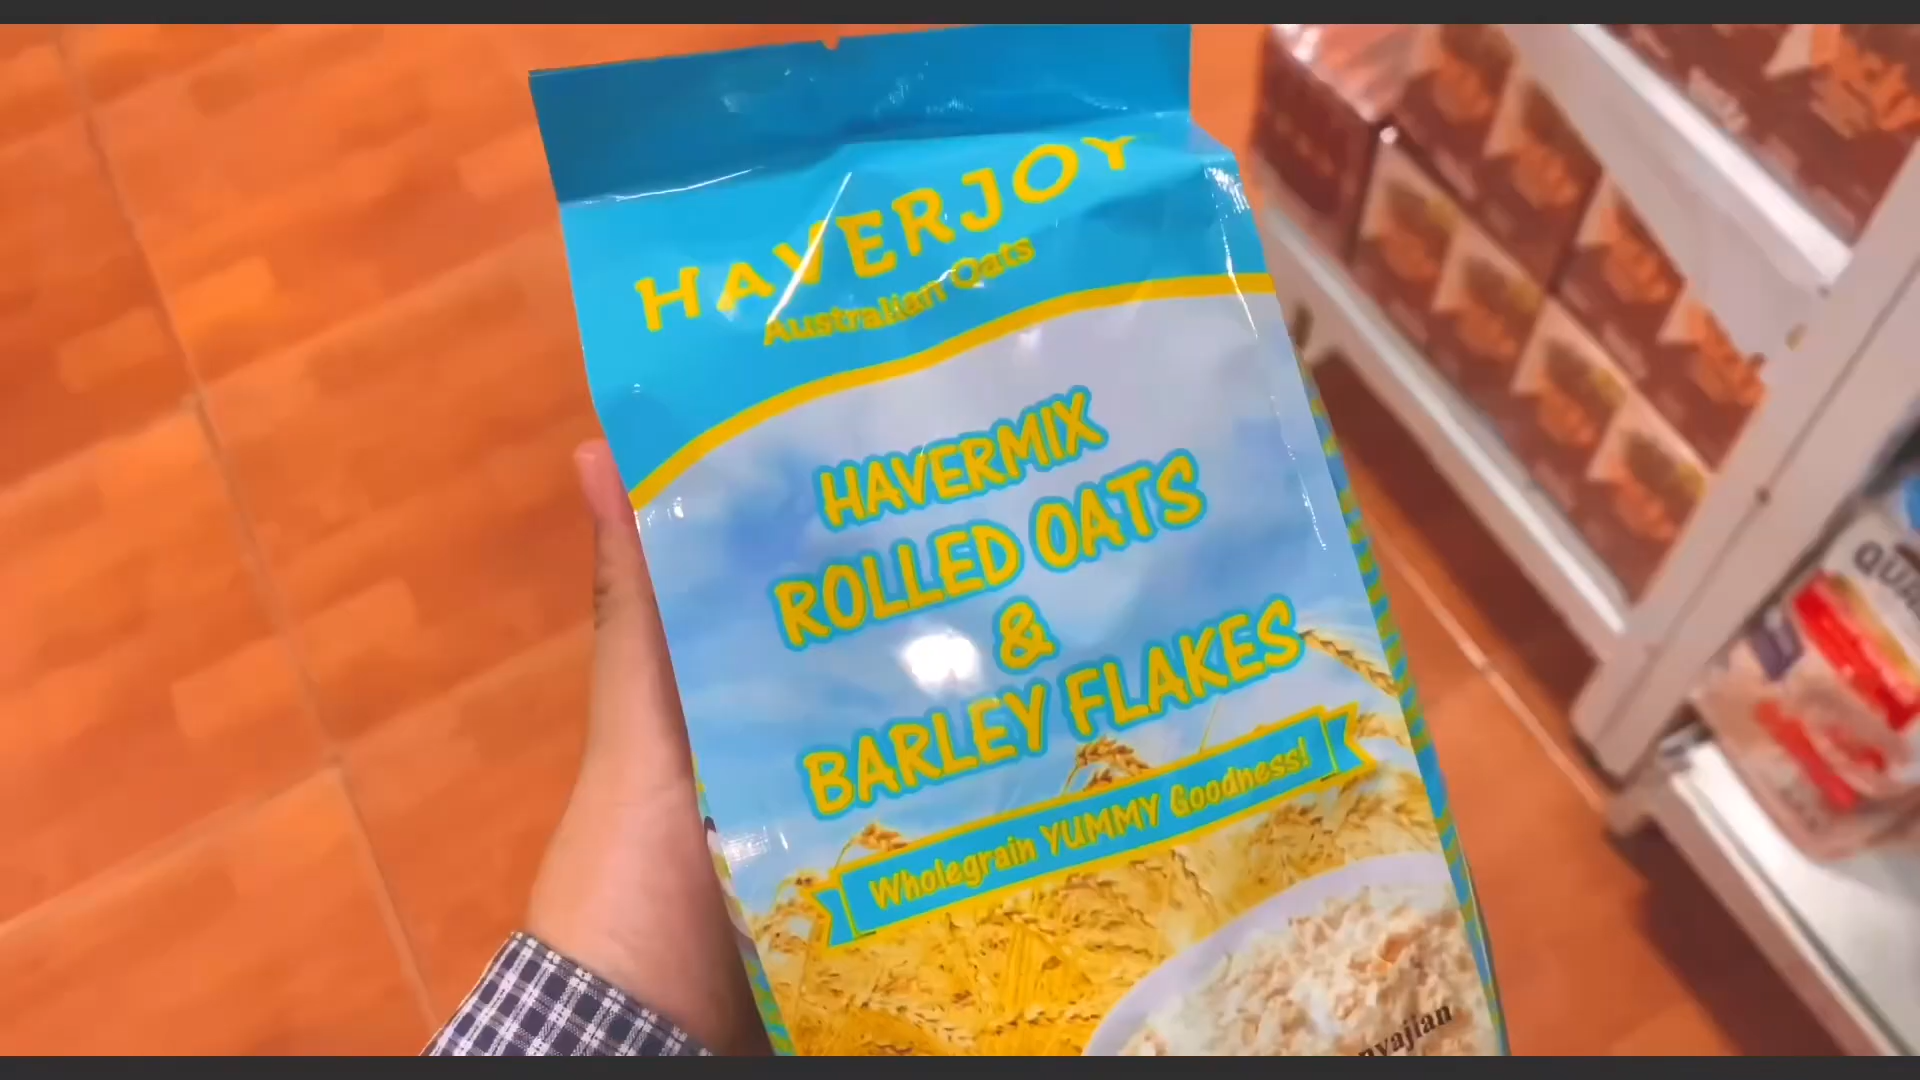 HAVERJOY
Australian Oats
HAVERMIX
ROLLED OATS
&
BARLEY FLAKES
Wholegrain YUMMY Goodness!